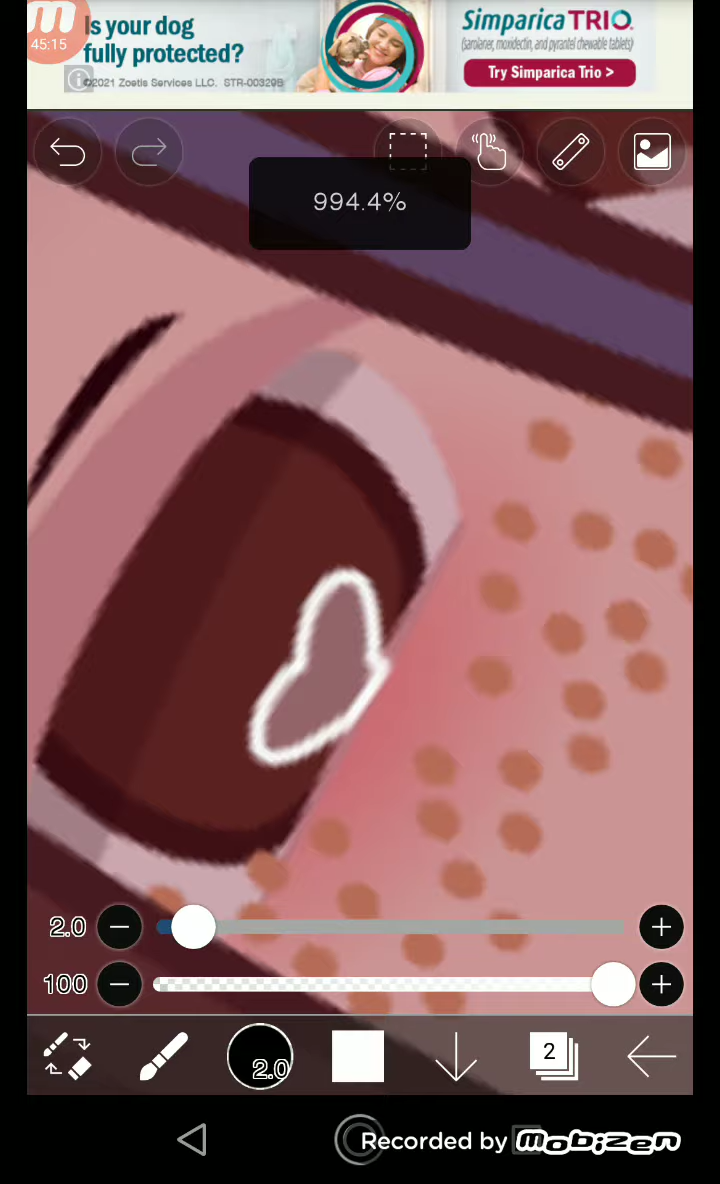 45:15
Is your dog
fully protected?
©2021 Zoetis Services LLC. STR-00329B
Simparica TRIO
(sarolaner, moxidectin, and pyrantel chewable tablets)
Try Simparica Trio >
994.4%
2.0
100
2.0
2
Recorded by Mobizen